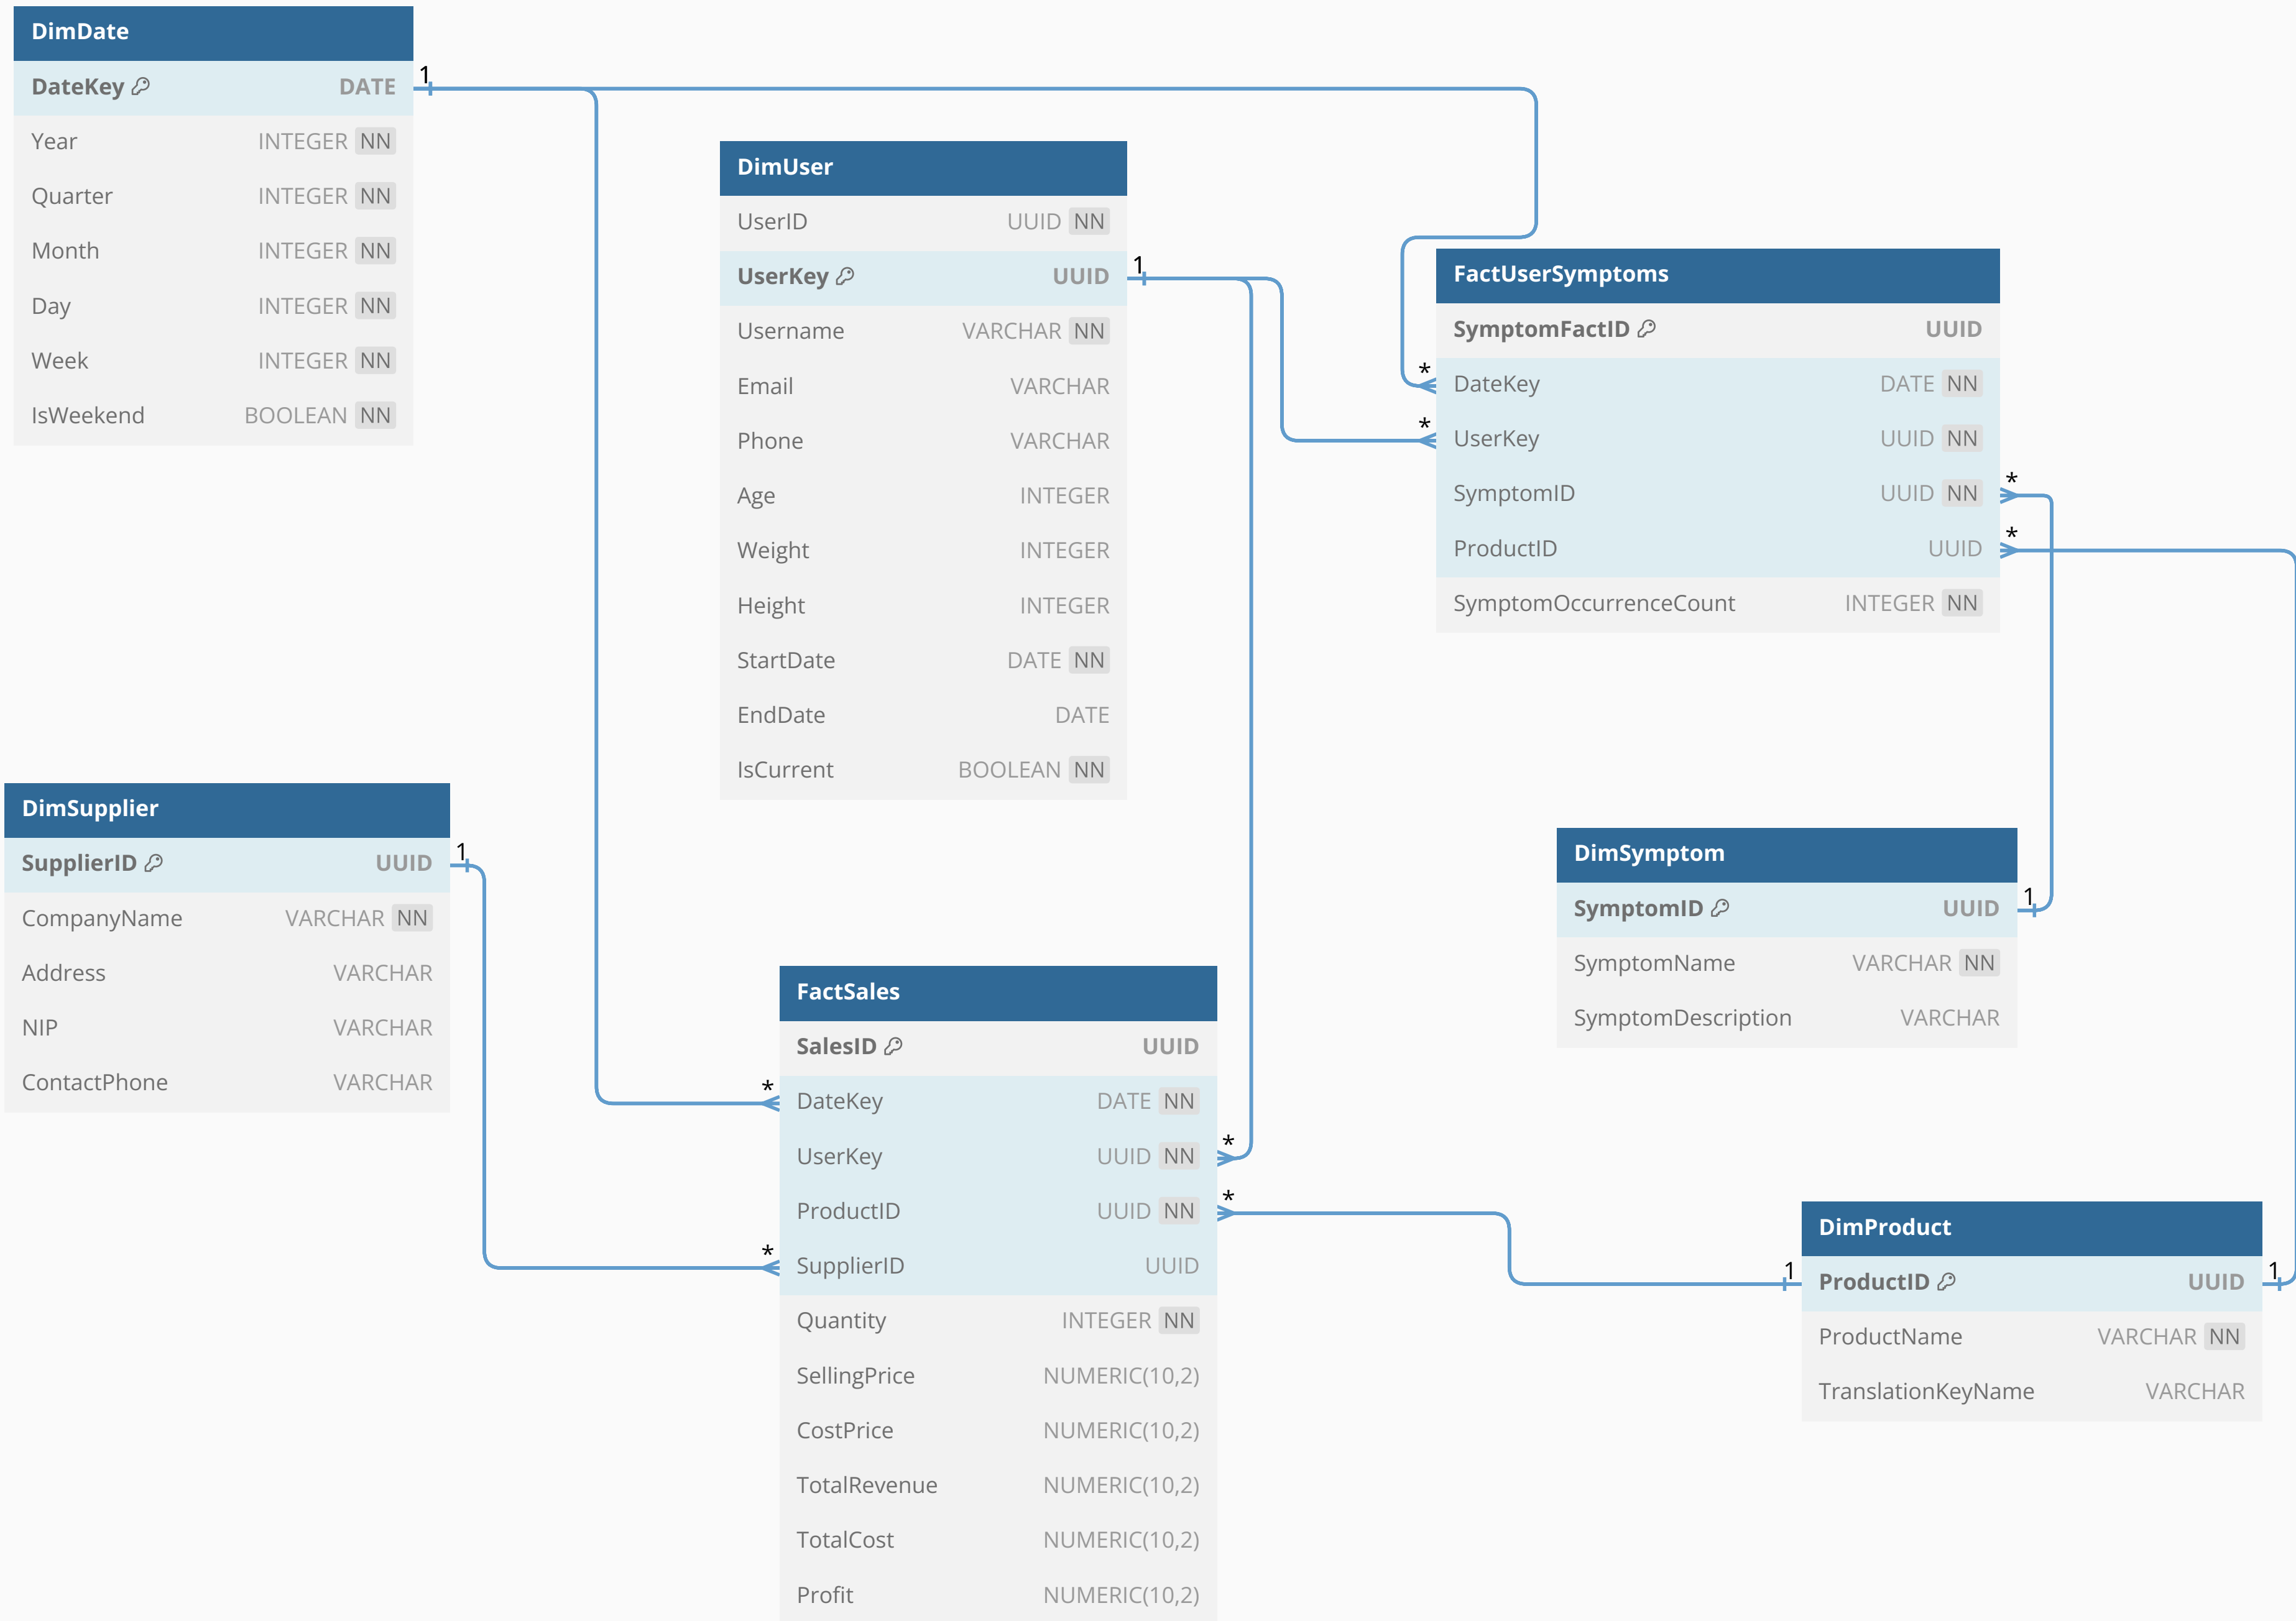 DimDate
DateKey DATE
Year INTEGER NN
Quarter INTEGER NN
Month INTEGER NN
Day INTEGER NN
Week INTEGER NN
IsWeekend BOOLEAN NN
1
DimUser
UserID UUID NN
UserKey UUID
Username VARCHAR NN
Email VARCHAR
Phone VARCHAR
Age INTEGER
Weight INTEGER
Height INTEGER
StartDate DATE NN
EndDate DATE
IsCurrent BOOLEAN NN
1
FactUserSymptoms
SymptomFactID UUID
* DateKey DATE NN
* UserKey UUID NN
SymptomID UUID NN *
ProductID UUID *
SymptomOccurrenceCount INTEGER NN
DimSupplier
SupplierID UUID 1
CompanyName VARCHAR NN
Address VARCHAR
NIP VARCHAR
ContactPhone VARCHAR
DimSymptom
SymptomID UUID 1
SymptomName VARCHAR NN
SymptomDescription VARCHAR
FactSales
SalesID UUID
* DateKey DATE NN
UserKey UUID NN *
ProductID UUID NN *
* SupplierID UUID
Quantity INTEGER NN
SellingPrice NUMERIC(10,2)
CostPrice NUMERIC(10,2)
TotalRevenue NUMERIC(10,2)
TotalCost NUMERIC(10,2)
Profit NUMERIC(10,2)
DimProduct
1 ProductID UUID 1
ProductName VARCHAR NN
TranslationKeyName VARCHAR